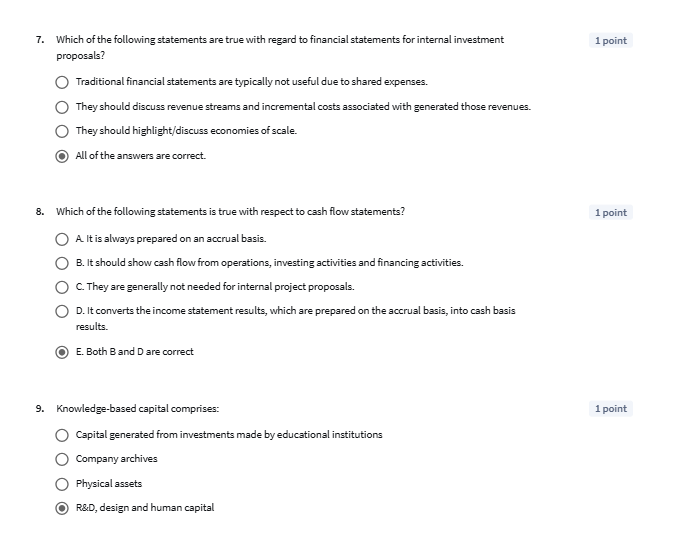 7. Which of the following statements are true with regard to financial statements for internal investment 1 point
proposals?
Traditional financial statements are typically not useful due to shared expenses.
They should discuss revenue streams and incremental costs associated with generated those revenues.
They should highlight/discuss economies of scale.
All of the answers are correct.
8. Which of the following statements is true with respect to cash flow statements? 1 point
A. It is always prepared on an accrual basis.
B. It should show cash flow from operations, investing activities and financing activities.
C. They are generally not needed for internal project proposals.
D. It converts the income statement results, which are prepared on the accrual basis, into cash basis
results.
E. Both B and D are correct
9. Knowledge-based capital comprises: 1 point
Capital generated from investments made by educational institutions
Company archives
Physical assets
R&D, design and human capital